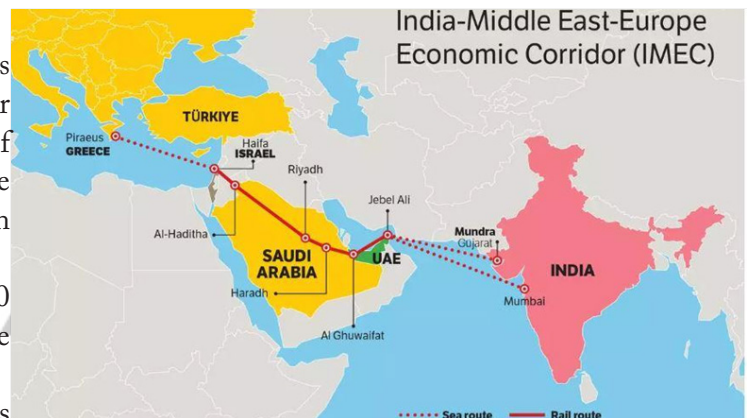 India-Middle East-Europe
Economic Corridor (IMEC)
s
r
TÜRKIYE
f
Piraeus
GREECE
Haifa
ISRAEL
e
Riyadh
n
Jebel Ali
Al-Haditha
Mundra
Gujarat
SAUDI
ARABIA
UAE
INDIA
Haradh
0
Mumbai
e
Al Ghuwaifat
s
Sea route
Rail route